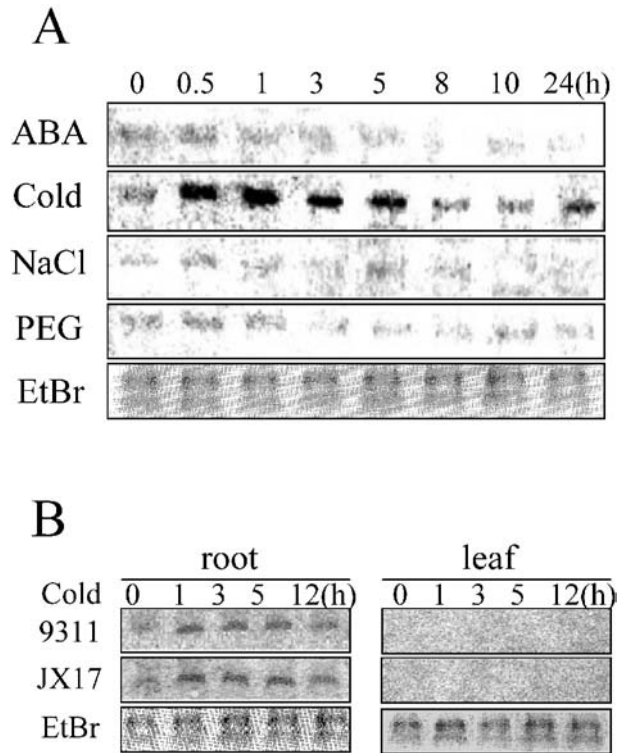 A
0 0.5 1 3 5 8 10 24(h)
ABA
Cold
NaCl
PEG
EtBr
B
root leaf
Cold 0 1 3 5 12(h) 0 1 3 5 12(h)
9311
JX17
EtBr